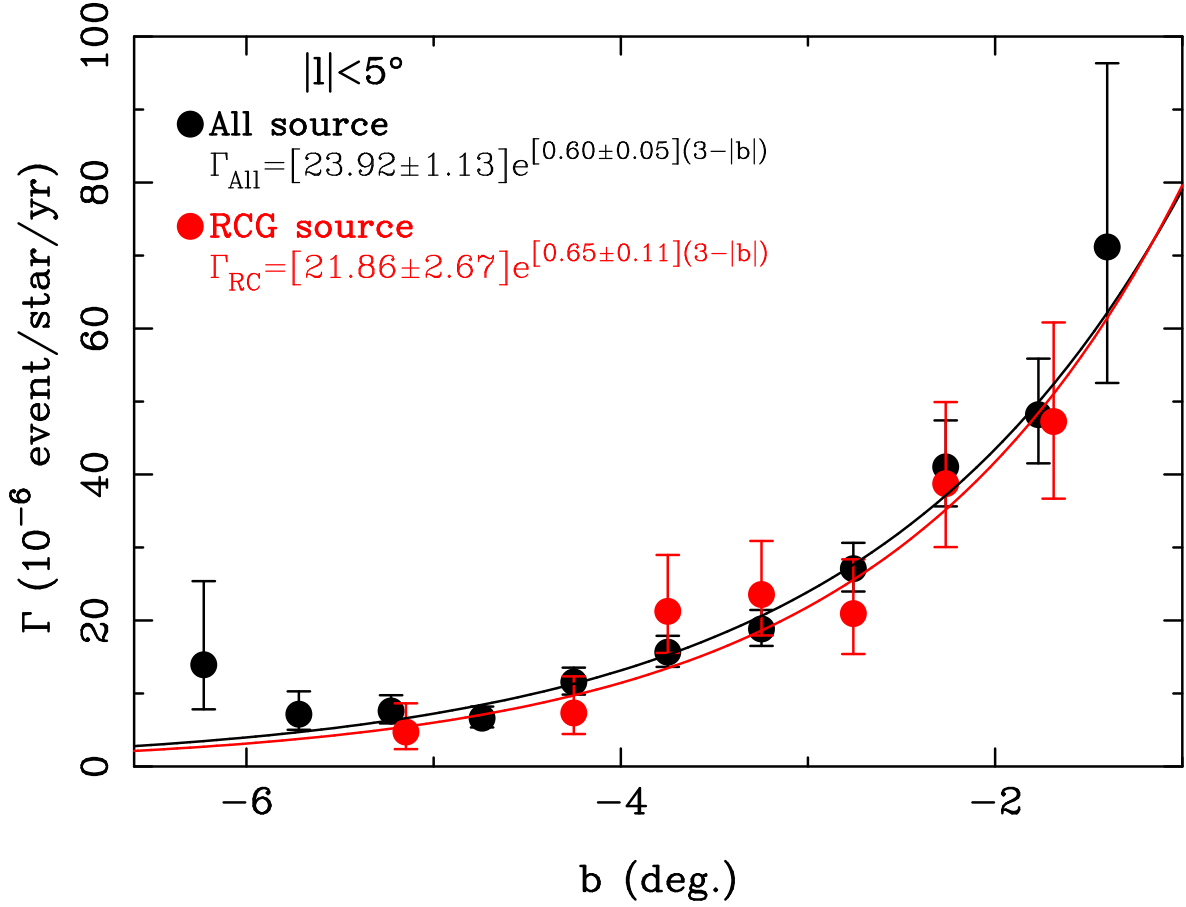 |l|<5°
All source
Γ_All=[23.92±1.13]e^[0.60±0.05](3−|b|)
RCG source
Γ_RC=[21.86±2.67]e^[0.65±0.11](3−|b|)
Γ (10^−6 event/star/yr)
100
80
60
40
20
0
−6 −4 −2
b (deg.)